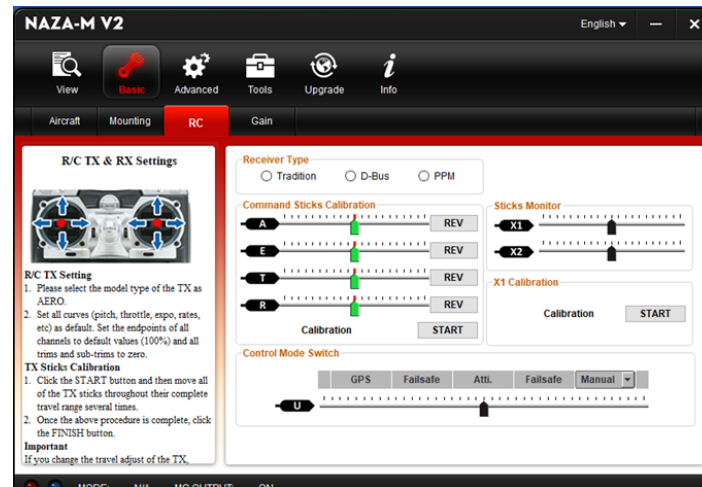 NAZA-M V2
English
View
Basic
Advanced
Tools
Upgrade
Info
Aircraft
Mounting
RC
Gain
R/C TX & RX Settings
R/C TX Setting
1. Please select the model type of the TX as
AERO.
2. Set all curves (pitch, throttle, expo, rates,
etc) as default. Set the endpoints of all
channels to default values (100%) and all
trims and sub-trims to zero.
TX Sticks Calibration
1. Click the START button and then move all
of the TX sticks throughout their complete
travel range several times.
2. Once the above procedure is complete, click
the FINISH button.
Important
If you change the travel adjust of the TX,
Receiver Type
Tradition
D-Bus
PPM
Command Sticks Calibration
A
REV
E
REV
T
REV
R
REV
Calibration
START
Sticks Monitor
X1
X2
X1 Calibration
Calibration
START
Control Mode Switch
GPS
Failsafe
Atti.
Failsafe
Manual
U
MODE: N/A MC OUTPUT: ON